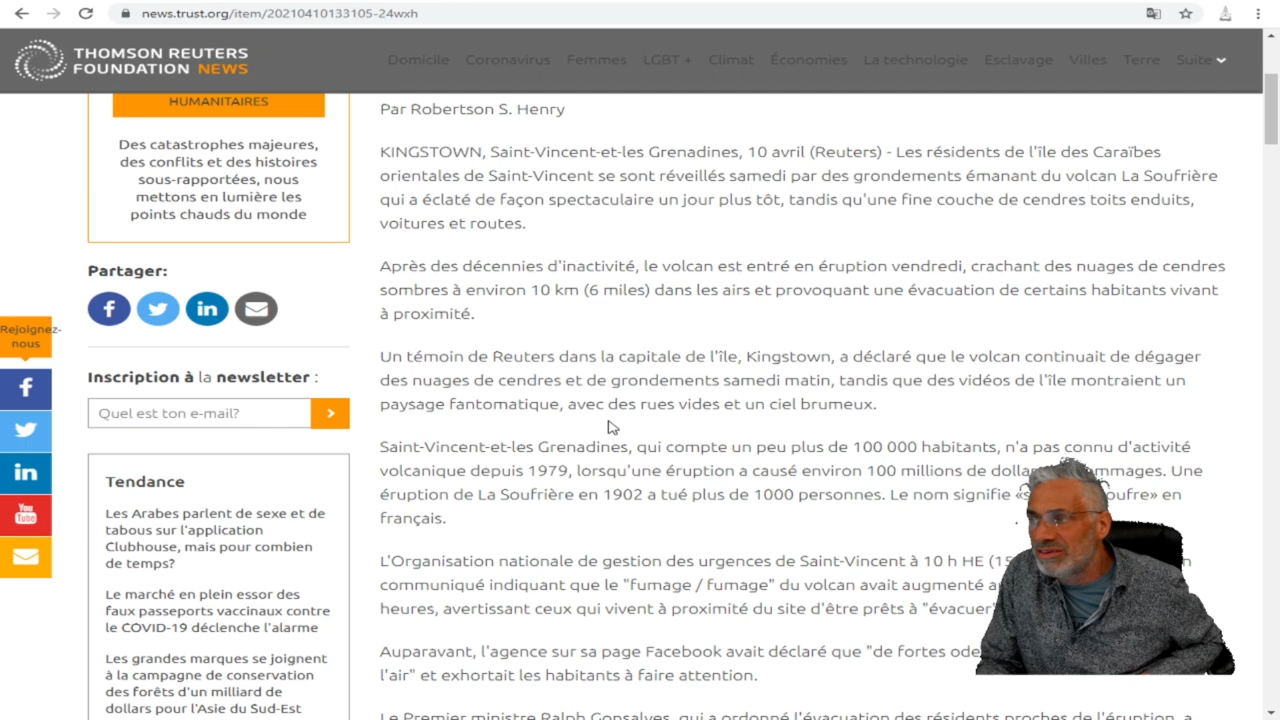 news.trust.org/item/20210410133105-24wxh
THOMSON REUTERS
FOUNDATION NEWS
Domicile Coronavirus Femmes LGBT + Climat Économies La technologie Esclavage Villes Terre Suite
HUMANITAIRES
Des catastrophes majeures,
des conflits et des histoires
sous-rapportées, nous
mettons en lumière les
points chauds du monde
Partager:
Rejoignez-
nous
Inscription à la newsletter :
Quel est ton e-mail?
Tendance
Les Arabes parlent de sexe et de
tabous sur l'application
Clubhouse, mais pour combien
de temps?
Le marché en plein essor des
faux passeports vaccinaux contre
le COVID-19 déclenche l'alarme
Les grandes marques se joignent
à la campagne de conservation
des forêts d'un milliard de
dollars pour l'Asie du Sud-Est
You
Tube
Par Robertson S. Henry
KINGSTOWN, Saint-Vincent-et-les Grenadines, 10 avril (Reuters) - Les résidents de l'île des Caraïbes
orientales de Saint-Vincent se sont réveillés samedi par des grondements émanant du volcan La Soufrière
qui a éclaté de façon spectaculaire un jour plus tôt, tandis qu'une fine couche de cendres toits enduits,
voitures et routes.
Après des décennies d'inactivité, le volcan est entré en éruption vendredi, crachant des nuages de cendres
sombres à environ 10 km (6 miles) dans les airs et provoquant une évacuation de certains habitants vivant
à proximité.
Un témoin de Reuters dans la capitale de l'île, Kingstown, a déclaré que le volcan continuait de dégager
des nuages de cendres et de grondements samedi matin, tandis que des vidéos de l'île montraient un
paysage fantomatique, avec des rues vides et un ciel brumeux.
Saint-Vincent-et-les Grenadines, qui compte un peu plus de 100 000 habitants, n'a pas connu d'activité
volcanique depuis 1979, lorsqu'une éruption a causé environ 100 millions de Une
éruption de La Soufrière en 1902 a tué plus de 1000 personnes. Le nom signifie en
français.
L'Organisation nationale de gestion des urgences de Saint-Vincent à 10 h HE
communiqué indiquant que le "fumage / fumage" du volcan avait augmenté
heures, avertissant ceux qui vivent à proximité du site d'être prêts à "évacuer"
Auparavant, l'agence sur sa page Facebook avait déclaré que "de fortes
l'air" et exhortait les habitants à faire attention.
Le Premier ministre Ralph Gonsalves, qui a ordonné l'évacuation des résidents proches de l'éruption, a